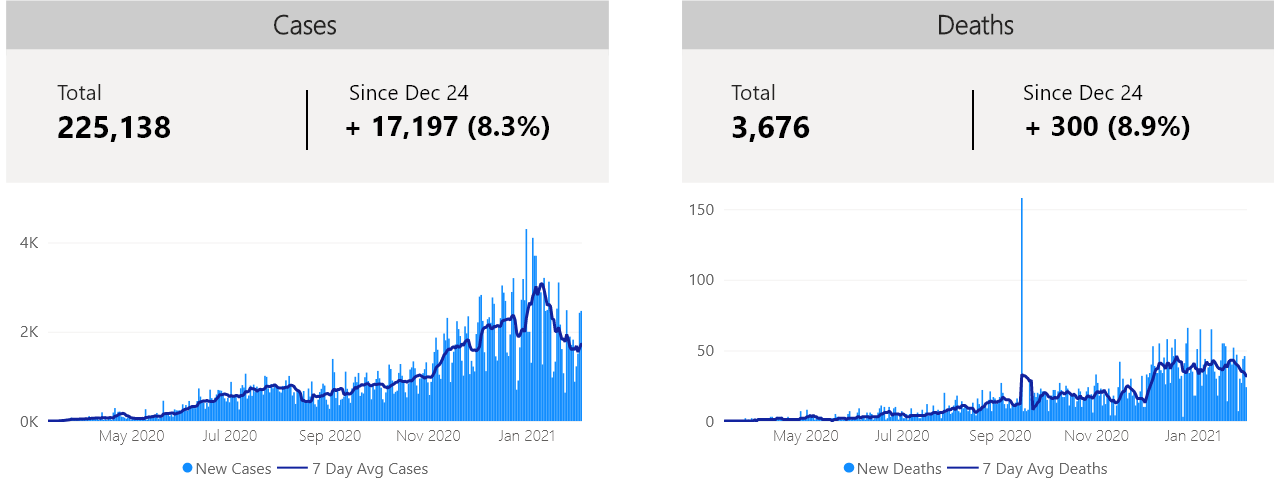 Cases
Total
225,138
Since Dec 24
+ 17,197 (8.3%)
4K
2K
0K
May 2020 Jul 2020 Sep 2020 Nov 2020 Jan 2021
New Cases 7 Day Avg Cases
Deaths
Total
3,676
Since Dec 24
+ 300 (8.9%)
150
100
50
0
May 2020 Jul 2020 Sep 2020 Nov 2020 Jan 2021
New Deaths 7 Day Avg Deaths